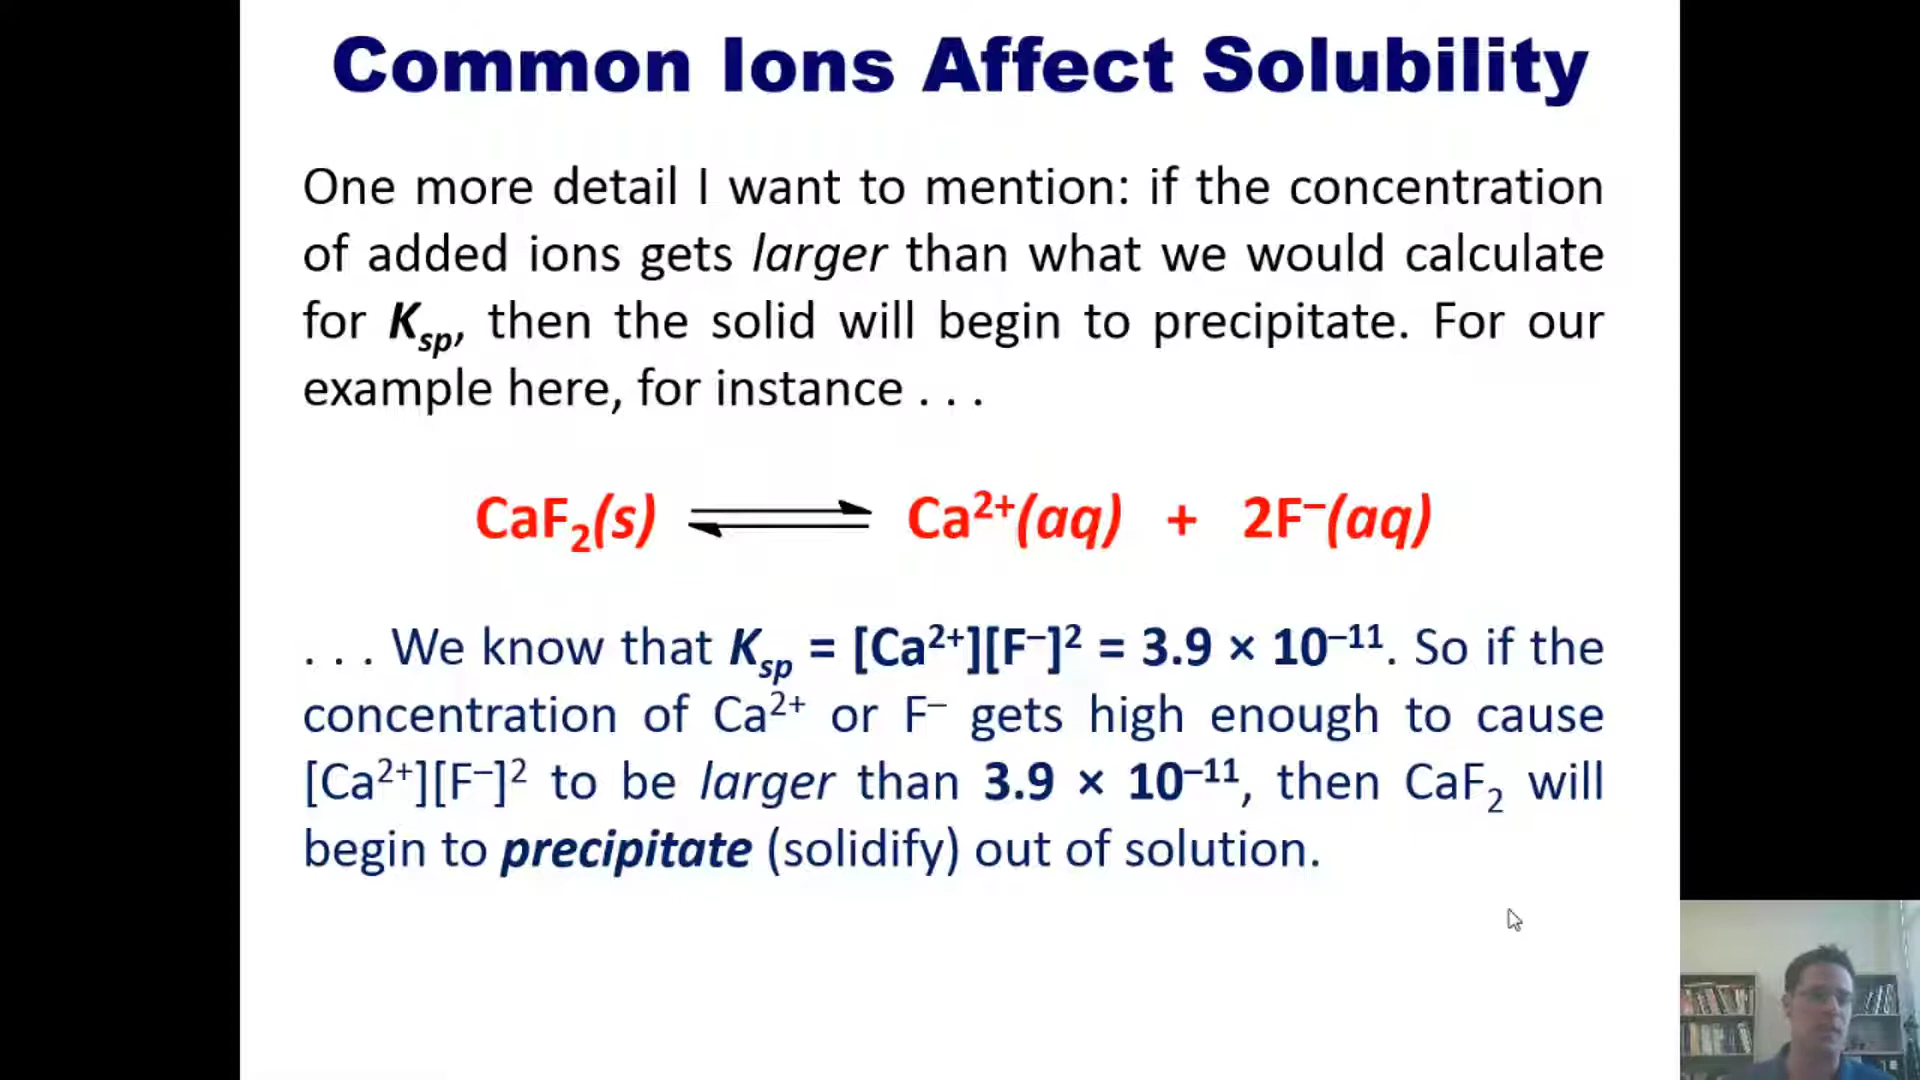 Common Ions Affect Solubility
One more detail I want to mention: if the concentration
of added ions gets larger than what we would calculate
for Ksp, then the solid will begin to precipitate. For our
example here, for instance . . .
CaF₂(s) ⇌ Ca²⁺(aq) + 2F⁻(aq)
. . . We know that Ksp = [Ca²⁺][F⁻]² = 3.9 × 10⁻¹¹. So if the
concentration of Ca²⁺ or F⁻ gets high enough to cause
[Ca²⁺][F⁻]² to be larger than 3.9 × 10⁻¹¹, then CaF₂ will
begin to precipitate (solidify) out of solution.